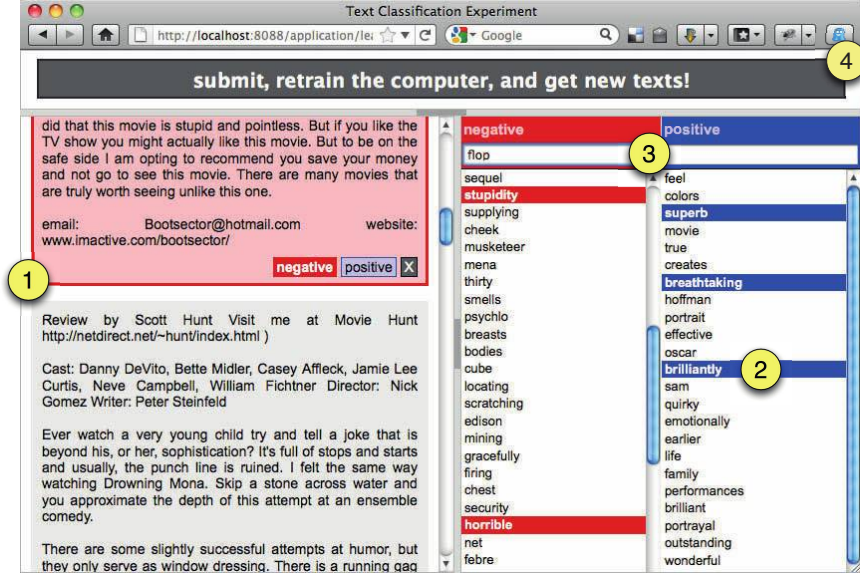 Text Classification Experiment
http://localhost:8088/application/lea
Google
4
submit, retrain the computer, and get new texts!
did that this movie is stupid and pointless. But if you like the
TV show you might actually like this movie. But to be on the
safe side I am opting to recommend you save your money
and not go to see this movie. There are many movies that
are truly worth seeing unlike this one.
email: Bootsector@hotmail.com website:
www.imactive.com/bootsector/
negative positive X
1
Review by Scott Hunt Visit me at Movie Hunt
http://netdirect.net/~hunt/index.html )
Cast: Danny DeVito, Bette Midler, Casey Affleck, Jamie Lee
Curtis, Neve Campbell, William Fichtner Director: Nick
Gomez Writer: Peter Steinfeld
Ever watch a very young child try and tell a joke that is
beyond his, or her, sophistication? It's full of stops and starts
and usually, the punch line is ruined. I felt the same way
watching Drowning Mona. Skip a stone across water and
you approximate the depth of this attempt at an ensemble
comedy.
There are some slightly successful attempts at humor, but
they only serve as window dressing. There is a running gag
negative
flop
3
sequel
stupidity
supplying
cheek
musketeer
mena
thirty
smells
psychlo
breasts
bodies
cube
locating
scratching
edison
mining
gracefully
firing
chest
security
horrible
net
febre
positive
feel
colors
superb
movie
true
creates
breathtaking
hoffman
portrait
effective
oscar
brilliantly
2
sam
quirky
emotionally
earlier
life
family
performances
brilliant
portrayal
outstanding
wonderful